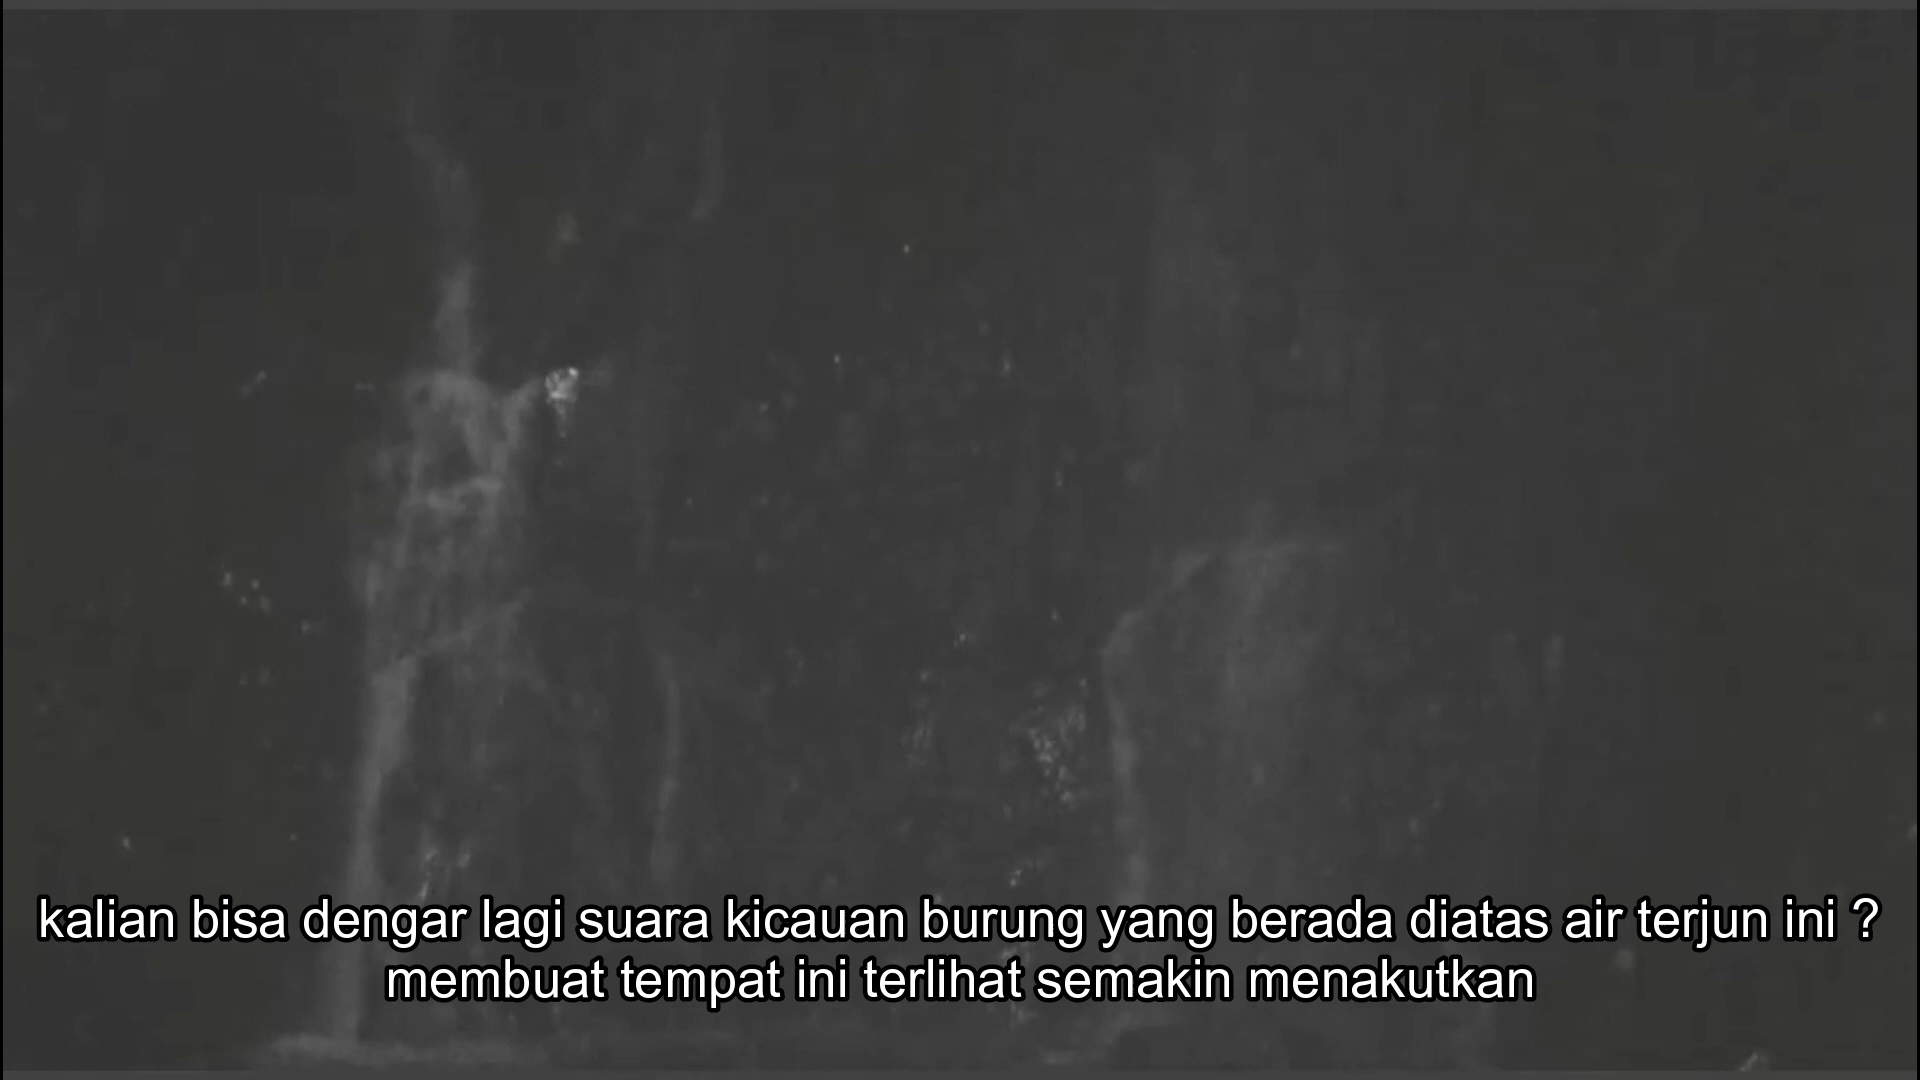 kalian bisa dengar lagi suara kicauan burung yang berada diatas air terjun ini ?
membuat tempat ini terlihat semakin menakutkan